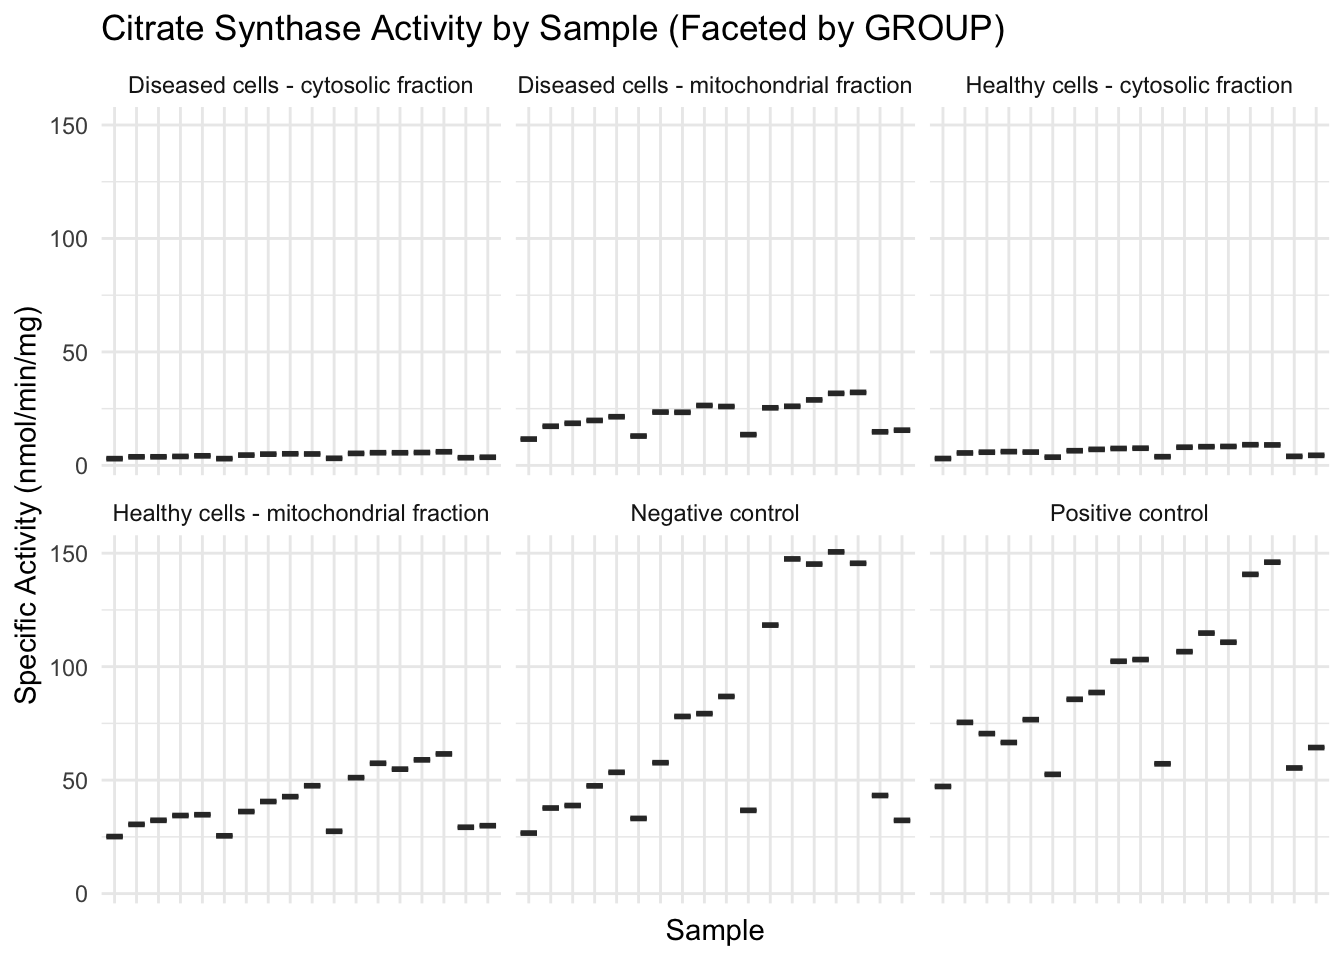 Citrate Synthase Activity by Sample (Faceted by GROUP)
Diseased cells - cytosolic fraction
Diseased cells - mitochondrial fraction
Healthy cells - cytosolic fraction
150
100
50
0
Specific Activity (nmol/min/mg)
Healthy cells - mitochondrial fraction
Negative control
Positive control
150
100
50
0
Sample